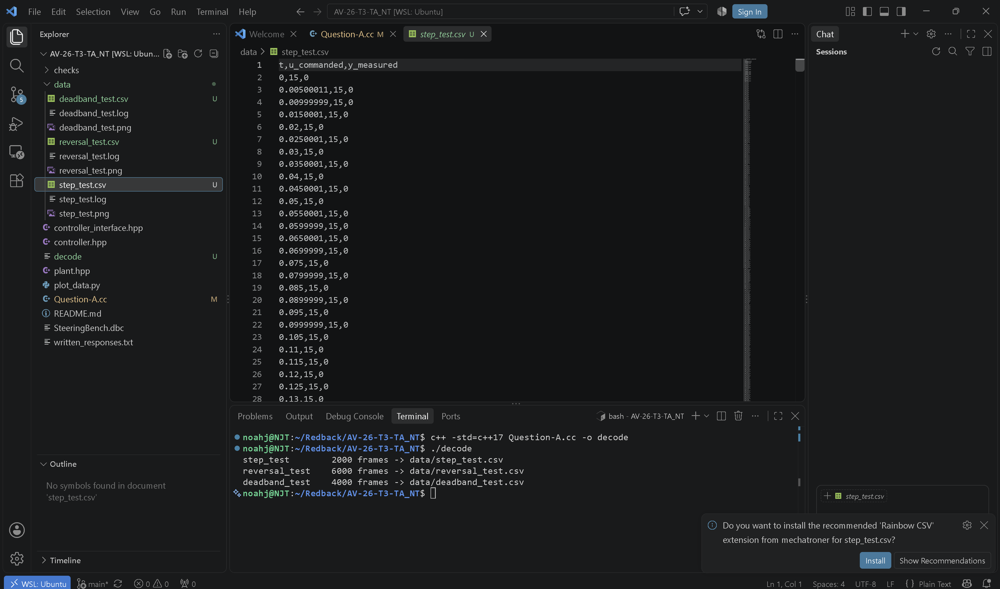 File Edit Selection View Go Run Terminal Help
AV-26-T3-TA_NT [WSL: Ubuntu]
Sign In
Explorer
AV-26-T3-TA_NT [WSL: Ubun...
checks
data
deadband_test.csv U
deadband_test.log
deadband_test.png
reversal_test.csv U
reversal_test.log
reversal_test.png
step_test.csv U
step_test.log
step_test.png
controller_interface.hpp
controller.hpp
decode U
plant.hpp
plot_data.py
Question-A.cc M
README.md
SteeringBench.dbc
written_responses.txt
5
Outline
No symbols found in document
'step_test.csv'
Timeline
Welcome
Question-A.cc M
step_test.csv U
data > step_test.csv
1 t,u_commanded,y_measured
2 0,15,0
3 0.00500011,15,0
4 0.00999999,15,0
5 0.0150001,15,0
6 0.02,15,0
7 0.0250001,15,0
8 0.03,15,0
9 0.0350001,15,0
10 0.04,15,0
11 0.0450001,15,0
12 0.05,15,0
13 0.0550001,15,0
14 0.0599999,15,0
15 0.0650001,15,0
16 0.0699999,15,0
17 0.075,15,0
18 0.0799999,15,0
19 0.085,15,0
20 0.0899999,15,0
21 0.095,15,0
22 0.0999999,15,0
23 0.105,15,0
24 0.11,15,0
25 0.115,15,0
26 0.12,15,0
27 0.125,15,0
28 0.13,15,0
Problems Output Debug Console Terminal Ports
bash - AV-26-T3-TA_NT
noahj@NJT:~/Redback/AV-26-T3-TA_NT$ c++ -std=c++17 Question-A.cc -o decode
noahj@NJT:~/Redback/AV-26-T3-TA_NT$ ./decode
step_test 2000 frames -> data/step_test.csv
reversal_test 6000 frames -> data/reversal_test.csv
deadband_test 4000 frames -> data/deadband_test.csv
noahj@NJT:~/Redback/AV-26-T3-TA_NT$
Chat
Sessions
step_test.csv
Do you want to install the recommended 'Rainbow CSV'
extension from mechatroner for step_test.csv?
Install
Show Recommendations
WSL: Ubuntu
main*
0
0
0
Ln 1, Col 1
Spaces: 4
UTF-8
LF
{ } Plain Text